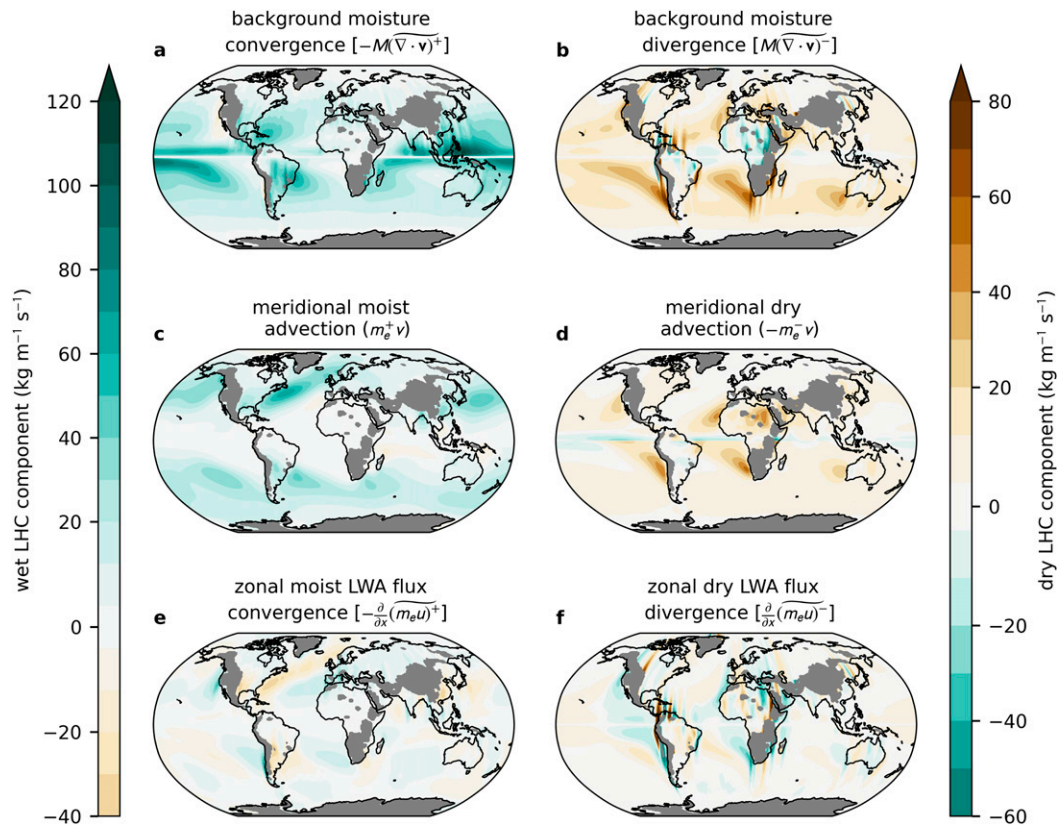 background moisture
a convergence [−M(∇ · v)⁺]
background moisture
b divergence [M(∇ · v)⁻]
120
100
80
60
40
20
0
−20
−40
wet LHC component (kg m⁻¹ s⁻¹)
meridional moist
c advection (mₑ⁺v)
meridional dry
d advection (−mₑ⁻v)
zonal moist LWA flux
e convergence [−∂/∂x(mₑu)⁺]
zonal dry LWA flux
f divergence [∂/∂x(mₑu)⁻]
80
60
40
20
0
−20
−40
−60
dry LHC component (kg m⁻¹ s⁻¹)